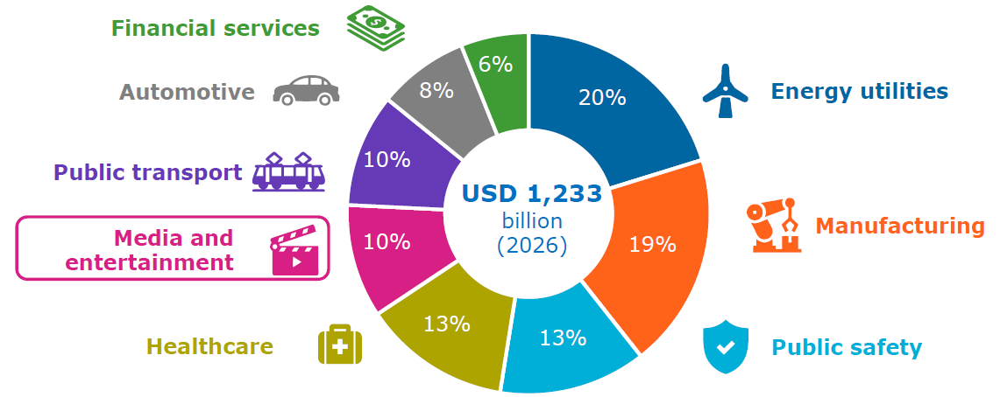 Financial services
6%
Automotive
8%
20%
Energy utilities
Public transport
10%
USD 1,233
billion
(2026)
Media and
entertainment
10%
19%
Manufacturing
Healthcare
13%
13%
Public safety